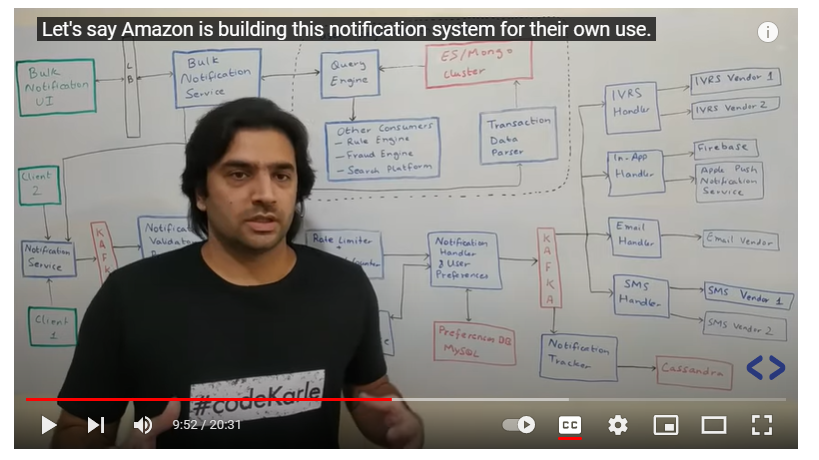 Let's say Amazon is building this notification system for their own use.
Bulk
Notification
UI
L
B
Bulk
Notification
Service
Query
Engine
ES/Mongo
Cluster
Other Consumers
- Rule Engine
- Fraud Engine
- Search Platform
Transaction
Data
Parser
IVRS
Handler
IVRS Vendor 1
IVRS Vendor 2
In-App
Handler
Firebase
Apple Push
Notification
Service
Client
2
Notification
Service
Client
1
K
A
F
K
Rate Limiter
Notification
Handler
& User
Preferences
K
A
F
K
A
Email
Handler
Email Vendor
SMS
Handler
SMS Vendor 1
SMS Vendor 2
Preferences DB
MySQL
Notification
Tracker
Cassandra
#codeKarle
<>
9:52 / 20:31
CC